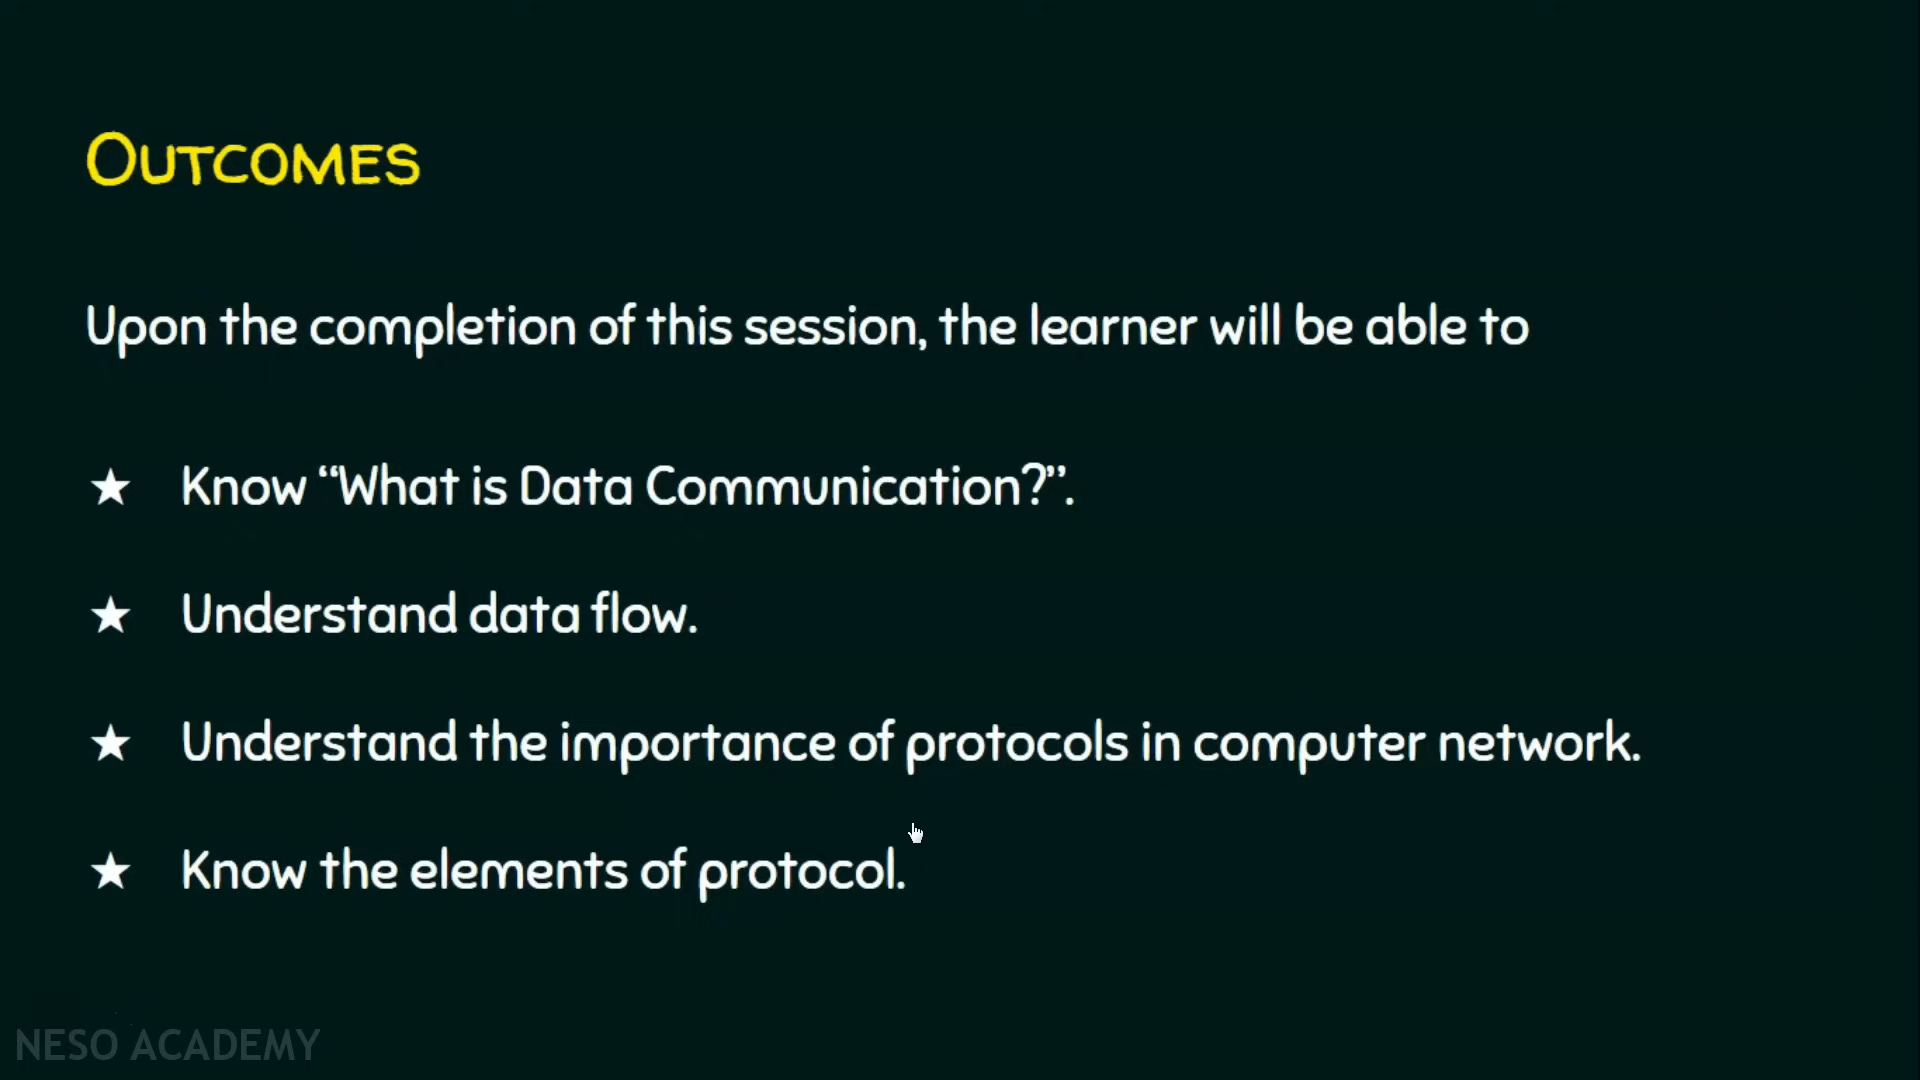 OUTCOMES
Upon the completion of this session, the learner will be able to
★ Know “What is Data Communication?”.
★ Understand data flow.
★ Understand the importance of protocols in computer network.
★ Know the elements of protocol.
NESO ACADEMY